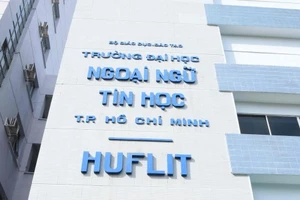 BỘ GIÁO DỤC-ĐÀO TẠO
TRƯỜNG ĐẠI HỌC
NGOẠI NGỮ
TIN HỌC
T.P HỒ CHÍ MINH
HUFLIT